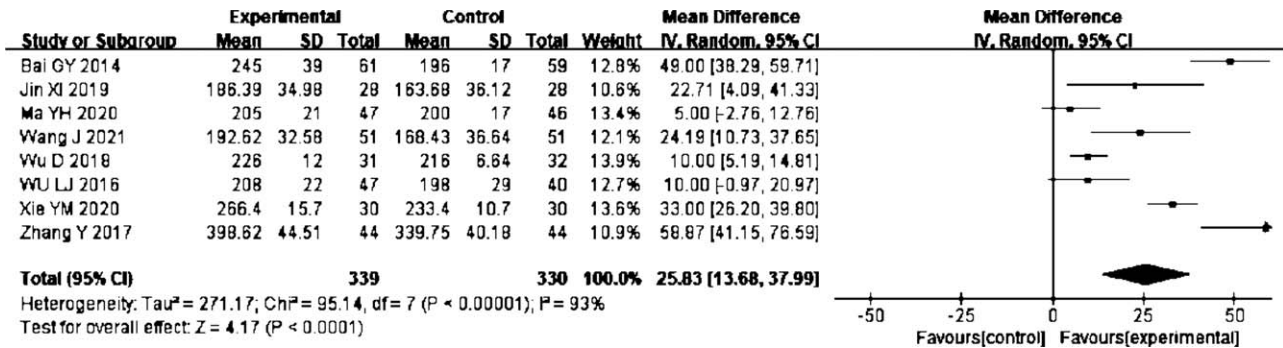 Experimental Control Mean Difference Mean Difference
Study or Subgroup Mean SD Total Mean SD Total Weight IV, Random, 95% CI IV, Random, 95% CI
Bai GY 2014 245 39 61 196 17 59 12.8% 49.00 [38.29, 59.71]
Jin XI 2019 186.39 34.98 28 163.68 36.12 28 10.6% 22.71 [4.09, 41.33]
Ma YH 2020 205 21 47 200 17 46 13.4% 5.00 [-2.76, 12.76]
Wang J 2021 192.62 32.58 51 168.43 36.64 51 12.1% 24.19 [10.73, 37.65]
Wu D 2018 226 12 31 216 6.64 32 13.9% 10.00 [5.19, 14.81]
WU LJ 2016 208 22 47 198 29 40 12.7% 10.00 [-0.97, 20.97]
Xie YM 2020 266.4 15.7 30 233.4 10.7 30 13.6% 33.00 [26.20, 39.80]
Zhang Y 2017 398.62 44.51 44 339.75 40.18 44 10.9% 58.87 [41.15, 76.59]
Total (95% CI) 339 330 100.0% 25.83 [13.68, 37.99]
Heterogeneity: Tau² = 271.17; Chi² = 95.14, df = 7 (P < 0.00001); I² = 93%
Test for overall effect: Z = 4.17 (P < 0.0001)
-50 -25 0 25 50
Favours[control] Favours[experimental]